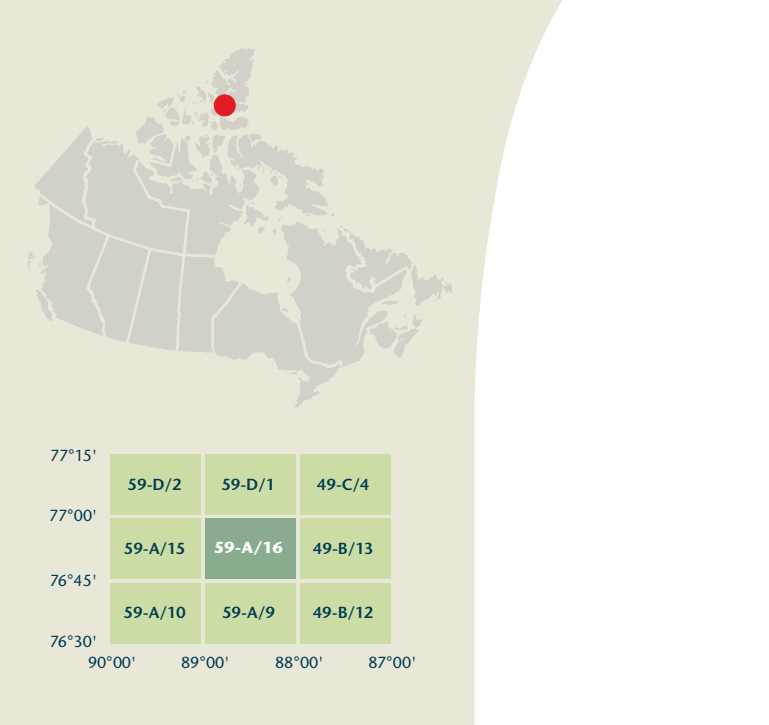 77°15'
59-D/2 59-D/1 49-C/4
77°00'
59-A/15 59-A/16 49-B/13
76°45'
59-A/10 59-A/9 49-B/12
76°30'
90°00' 89°00' 88°00' 87°00'